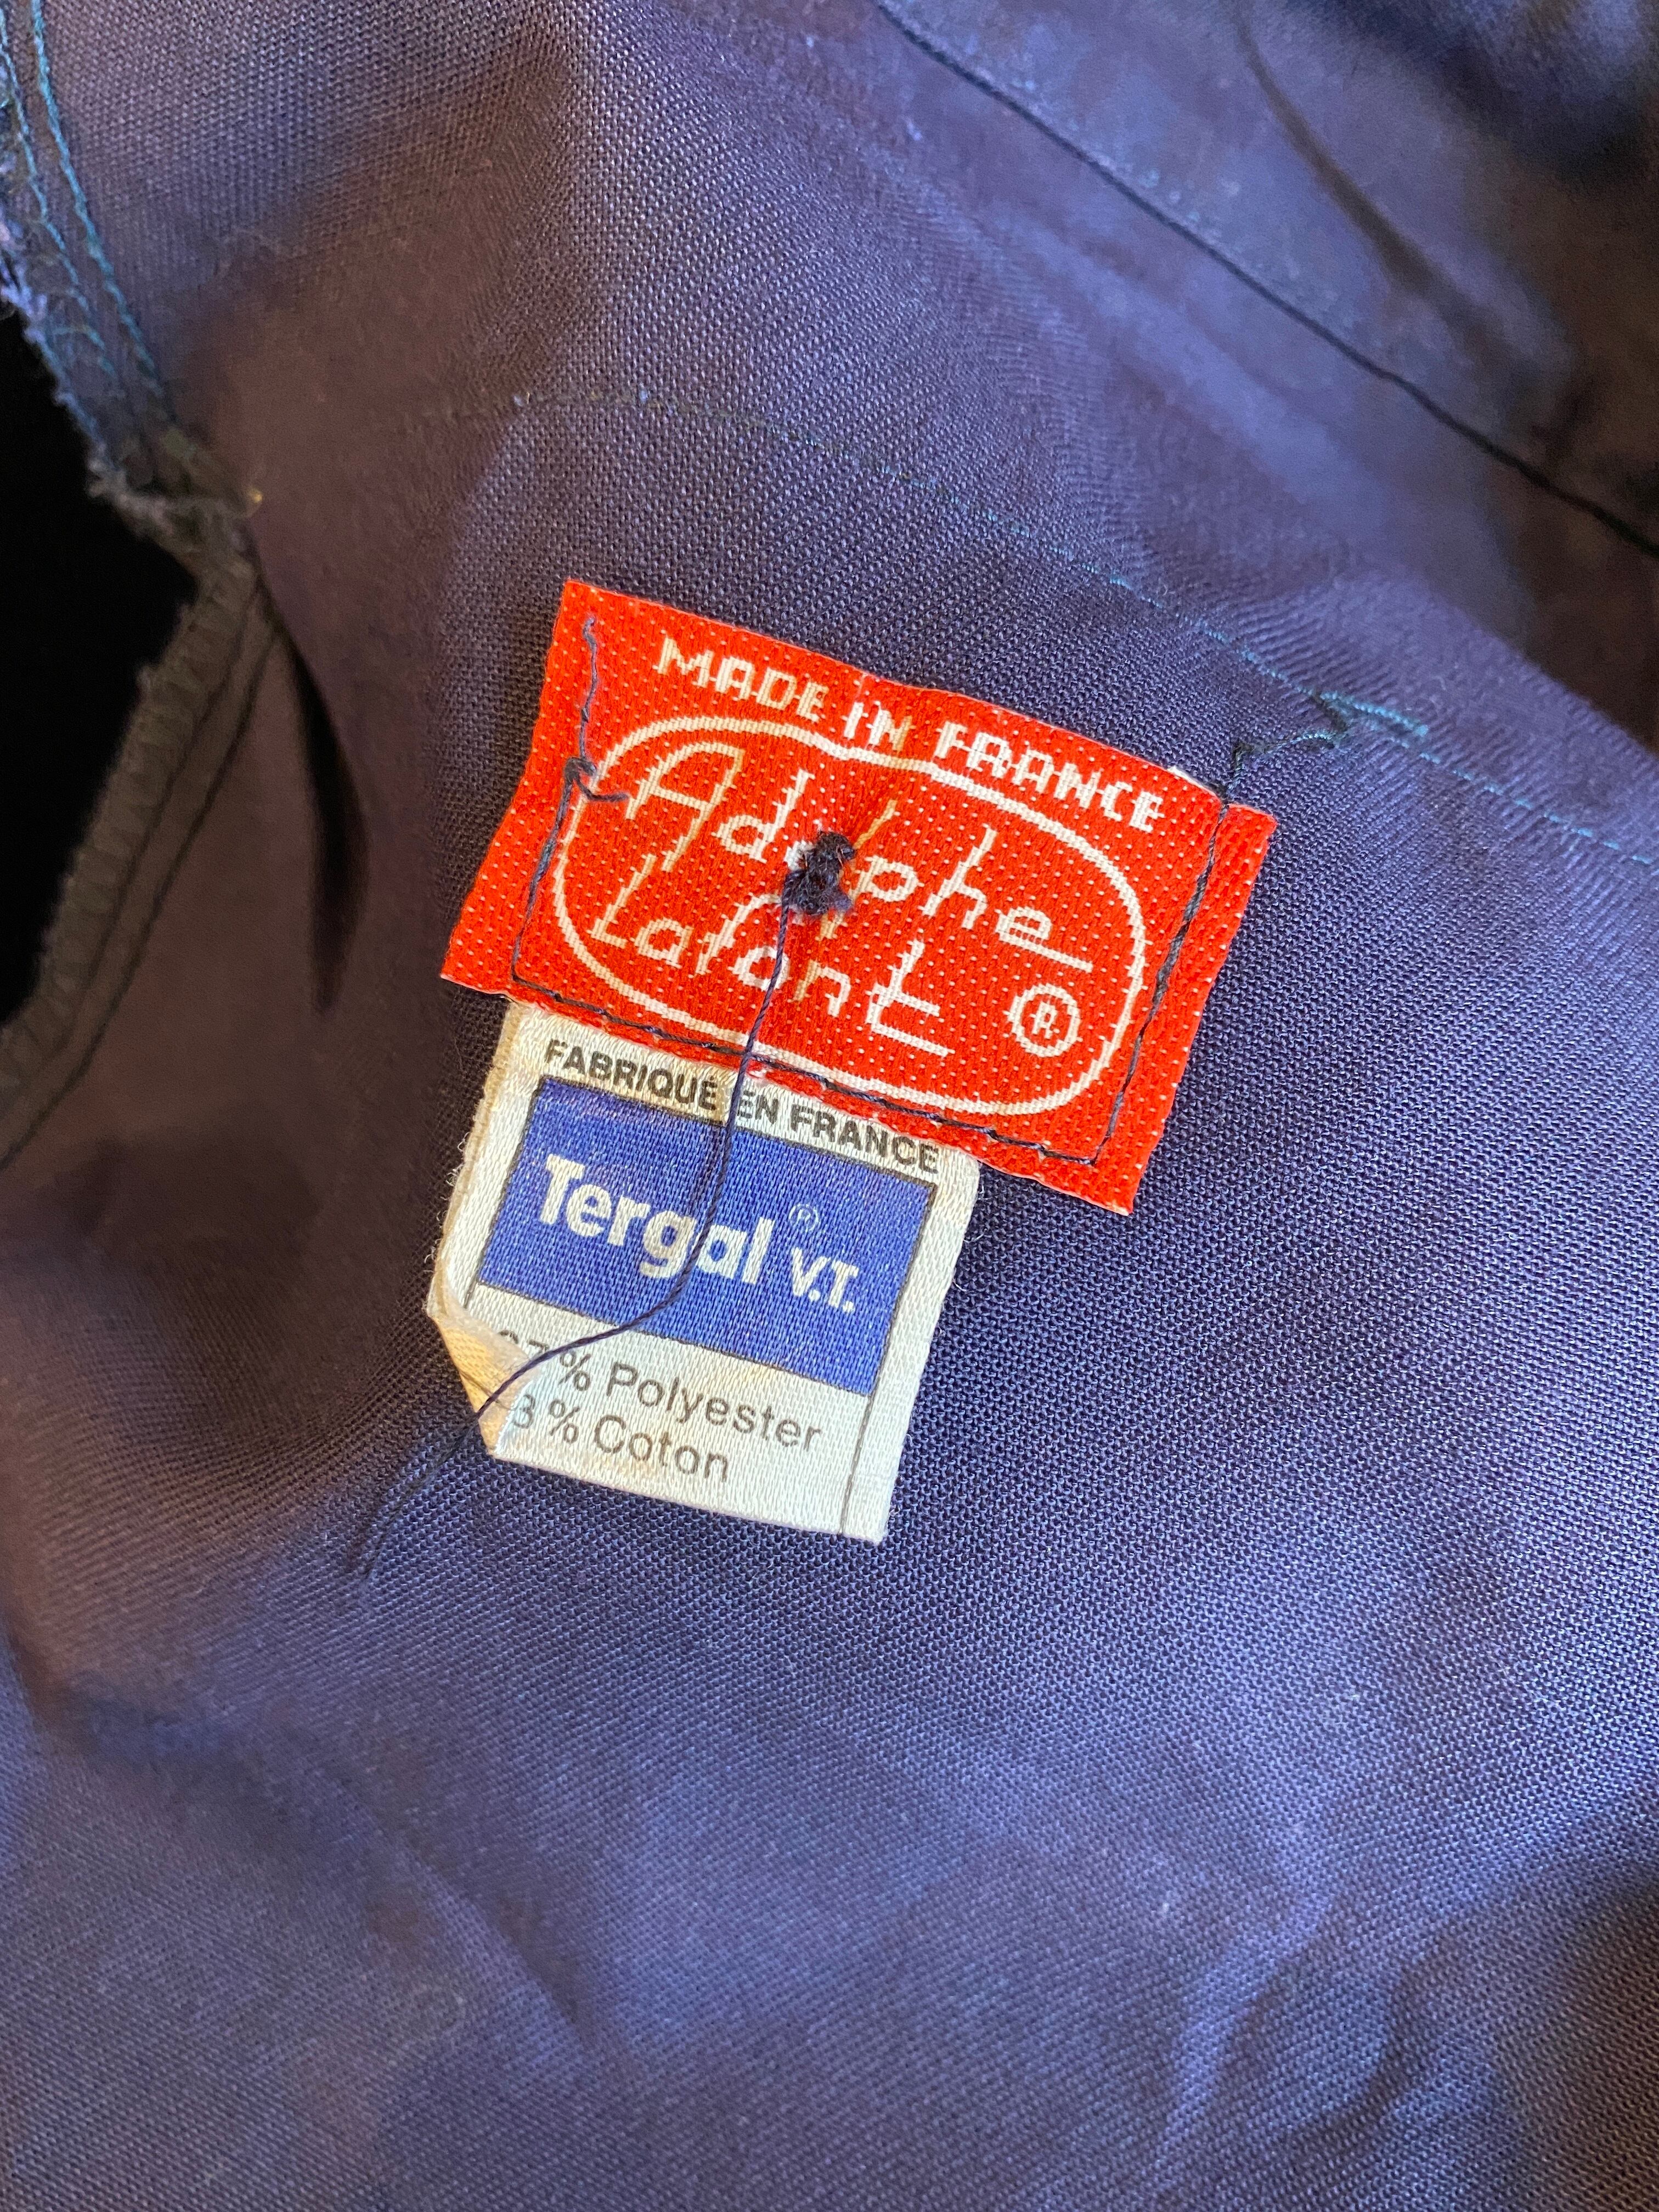 MADE IN FRANCE
Adolphe
Lafont ®
FABRIQUÉ EN FRANCE
Tergal ® V.T.
% Polyester
% Coton